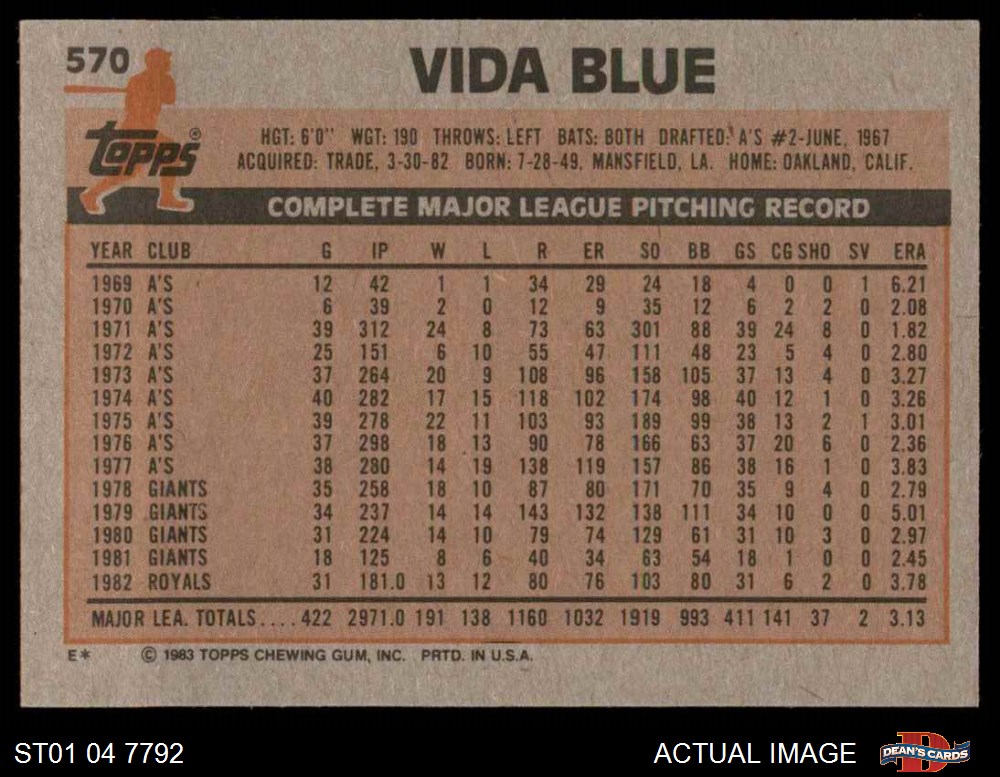 570
VIDA BLUE
Topps®
HGT: 6'0" WGT: 190 THROWS: LEFT BATS: BOTH DRAFTED: A'S #2-JUNE, 1967
ACQUIRED: TRADE, 3-30-82 BORN: 7-28-49, MANSFIELD, LA. HOME: OAKLAND, CALIF.
COMPLETE MAJOR LEAGUE PITCHING RECORD
YEAR CLUB G IP W L R ER SO BB GS CG SHO SV ERA
1969 A'S 12 42 1 1 34 29 24 18 4 0 0 1 6.21
1970 A'S 6 39 2 0 12 9 35 12 6 2 2 0 2.08
1971 A'S 39 312 24 8 73 63 301 88 39 24 8 0 1.82
1972 A'S 25 151 6 10 55 47 111 48 23 5 4 0 2.80
1973 A'S 37 264 20 9 108 96 158 105 37 13 4 0 3.27
1974 A'S 40 282 17 15 118 102 174 98 40 12 1 0 3.26
1975 A'S 39 278 22 11 103 93 189 99 38 13 2 1 3.01
1976 A'S 37 298 18 13 90 78 166 63 37 20 6 0 2.36
1977 A'S 38 280 14 19 138 119 157 86 38 16 1 0 3.83
1978 GIANTS 35 258 18 10 87 80 171 70 35 9 4 0 2.79
1979 GIANTS 34 237 14 14 143 132 138 111 34 10 0 0 5.01
1980 GIANTS 31 224 14 10 79 74 129 61 31 10 3 0 2.97
1981 GIANTS 18 125 8 6 40 34 63 54 18 1 0 0 2.45
1982 ROYALS 31 181.0 13 12 80 76 103 80 31 6 2 0 3.78
MAJOR LEA. TOTALS.... 422 2971.0 191 138 1160 1032 1919 993 411 141 37 2 3.13
E* © 1983 TOPPS CHEWING GUM, INC. PRTD. IN U.S.A.
ST01 04 7792 ACTUAL IMAGE DEAN'S CARDS